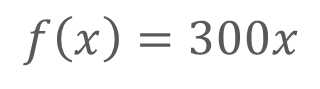 f(x) = 300x